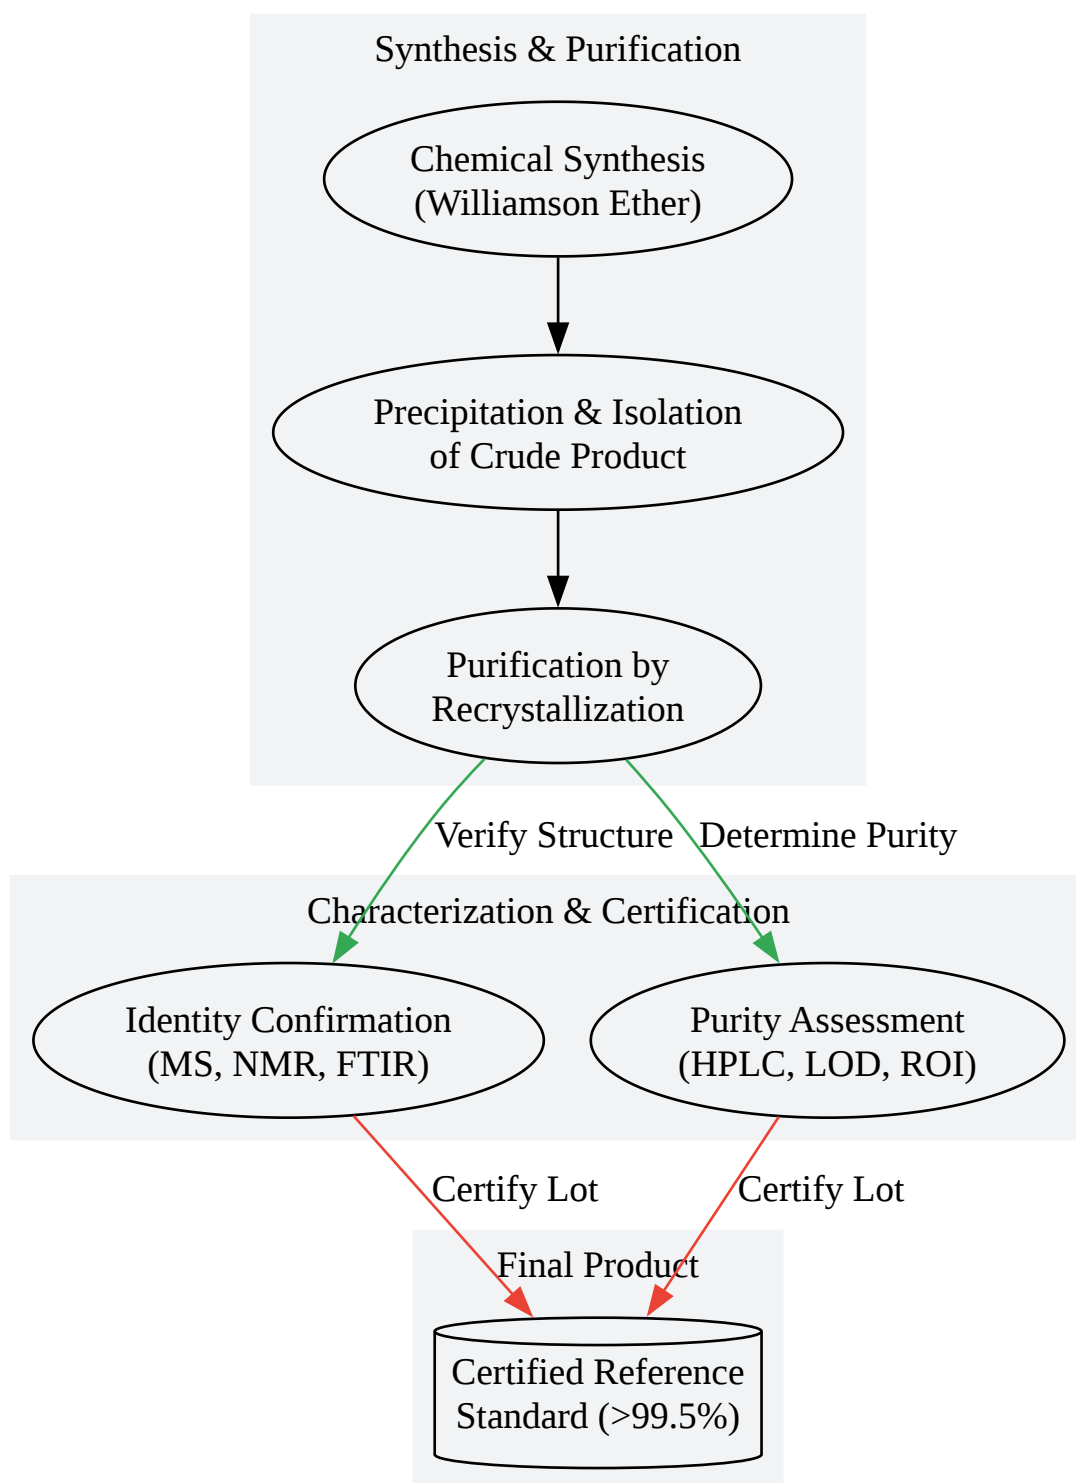 Synthesis & Purification
Chemical Synthesis
(Williamson Ether)
Precipitation & Isolation
of Crude Product
Purification by
Recrystallization
Verify Structure
Determine Purity
Characterization & Certification
Identity Confirmation
(MS, NMR, FTIR)
Purity Assessment
(HPLC, LOD, ROI)
Certify Lot
Certify Lot
Final Product
Certified Reference
Standard (>99.5%)